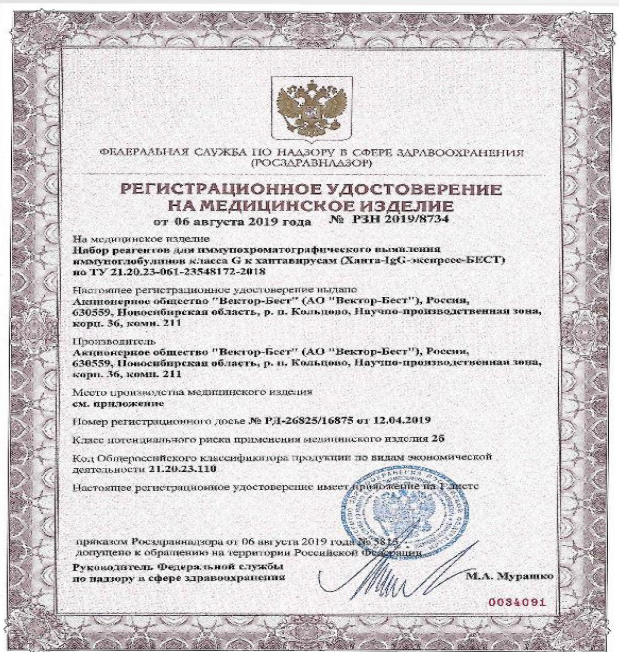 ФЕДЕРАЛЬНАЯ СЛУЖБА ПО НАДЗОРУ В СФЕРЕ ЗДРАВООХРАНЕНИЯ
(РОСЗДРАВНАДЗОР)
РЕГИСТРАЦИОННОЕ УДОСТОВЕРЕНИЕ
НА МЕДИЦИНСКОЕ ИЗДЕЛИЕ
от 06 августа 2019 года № РЗН 2019/8734
На медицинское изделие
Набор реагентов для иммунохроматографического выявления
иммуноглобулинов класса G к хантавирусам (Ханта-IgG-экспресс-БЕСТ)
по ТУ 21.20.23-061-23548172-2018
Настоящее регистрационное удостоверение выдано
Акционерное общество "Вектор-Бест" (АО "Вектор-Бест"), Россия,
630559, Новосибирская область, р. п. Кольцово, Научно-производственная зона,
корп. 36, комн. 211
Производитель
Акционерное общество "Вектор-Бест" (АО "Вектор-Бест"), Россия,
630559, Новосибирская область, р. п. Кольцово, Научно-производственная зона,
корп. 36, комн. 211
Место производства медицинского изделия
см. приложение
Номер регистрационного досье № РД-26825/16875 от 12.04.2019
Класс потенциального риска применения медицинского изделия 2б
Код Общероссийского классификатора продукции по видам экономической
деятельности 21.20.23.110
Настоящее регистрационное удостоверение имеет приложение на 1 листе
приказом Росздравнадзора от 06 августа 2019 года №
допущено к обращению на территории Российской Федерации
Руководитель Федеральной службы
по надзору в сфере здравоохранения
М.А. Мурашко
0034091